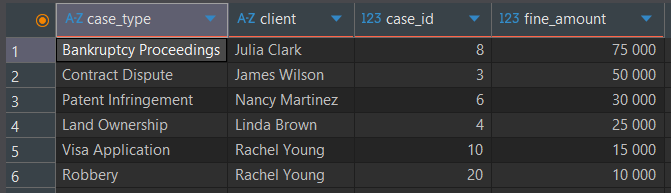 A-Z case_type A-Z client 123 case_id 123 fine_amount
1 Bankruptcy Proceedings Julia Clark 8 75 000
2 Contract Dispute James Wilson 3 50 000
3 Patent Infringement Nancy Martinez 6 30 000
4 Land Ownership Linda Brown 4 25 000
5 Visa Application Rachel Young 10 15 000
6 Robbery Rachel Young 20 10 000